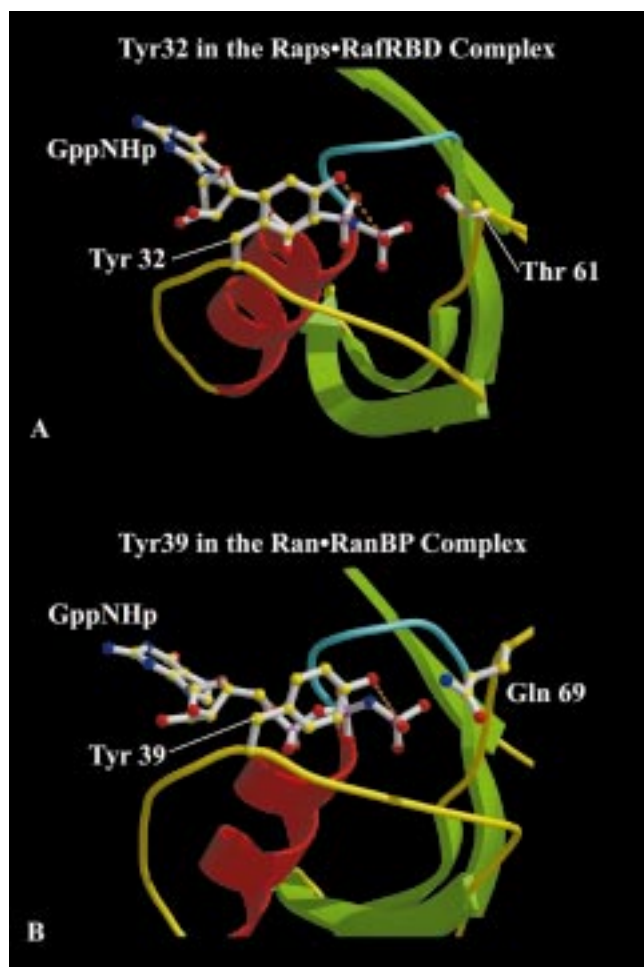 Tyr32 in the Raps•RafRBD Complex
GppNHp
Tyr 32
Thr 61
A
Tyr39 in the Ran•RanBP Complex
GppNHp
Gln 69
Tyr 39
B